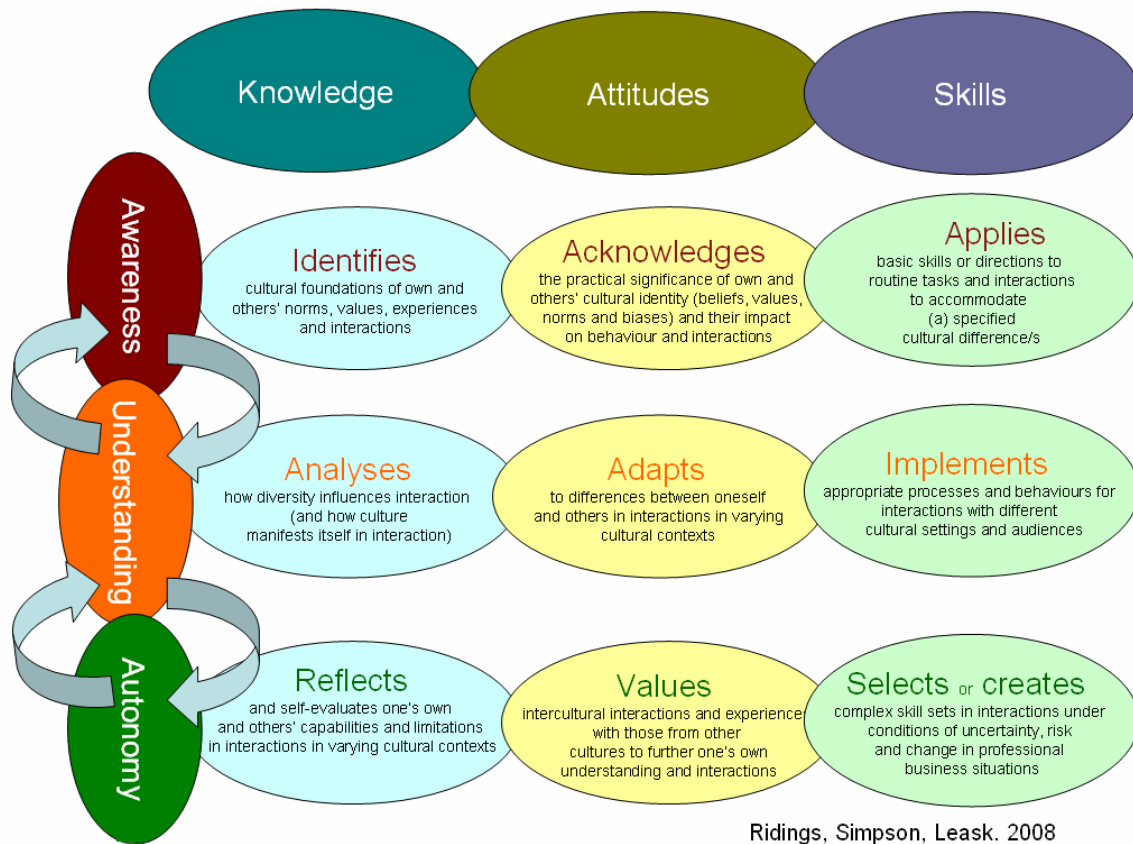 Knowledge
Attitudes
Skills
Awareness
Identifies
cultural foundations of own and
others' norms, values, experiences
and interactions
Acknowledges
the practical significance of own and
others' cultural identity (beliefs, values,
norms and biases) and their impact
on behaviour and interactions
Applies
basic skills or directions to
routine tasks and interactions
to accommodate
(a) specified
cultural difference/s
Understanding
Analyses
how diversity influences interaction
(and how culture
manifests itself in interaction)
Adapts
to differences between oneself
and others in interactions in varying
cultural contexts
Implements
appropriate processes and behaviours for
interactions with different
cultural settings and audiences
Autonomy
Reflects
and self-evaluates one's own
and others' capabilities and limitations
in interactions in varying cultural contexts
Values
intercultural interactions and experience
with those from other
cultures to further one's own
understanding and interactions
Selects or creates
complex skill sets in interactions under
conditions of uncertainty, risk
and change in professional
business situations
Ridings, Simpson, Leask. 2008